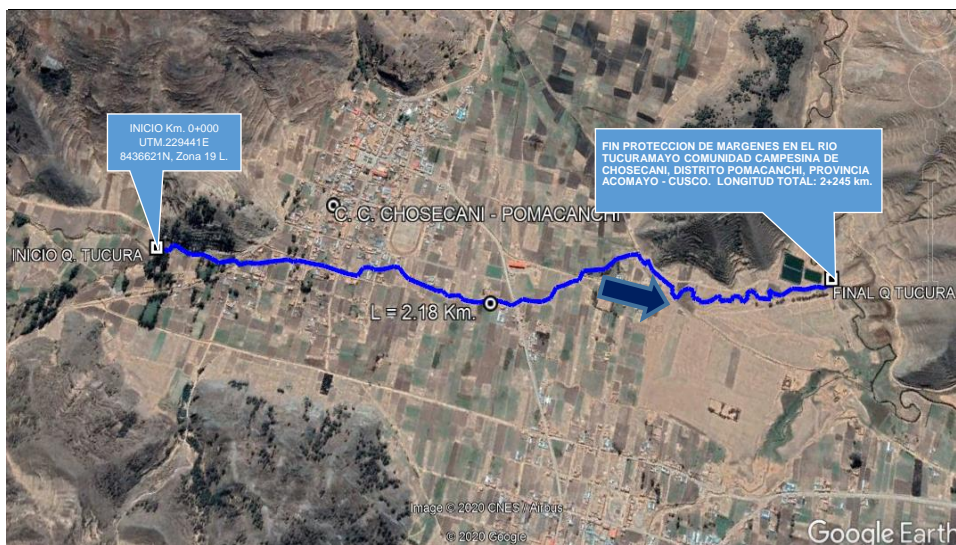 INICIO Km. 0+000
UTM.229441E
8436621N, Zona 19 L.
FIN PROTECCION DE MARGENES EN EL RIO
TUCURAMAYO COMUNIDAD CAMPESINA DE
CHOSECANI, DISTRITO POMACANCHI, PROVINCIA
ACOMAYO - CUSCO. LONGITUD TOTAL: 2+245 km.
C. C. CHOSECANI - POMACANCHI
INICIO Q. TUCURA
FINAL Q TUCURA
L = 2.18 Km.
Image © 2020 CNES / Airbus
© 2020 Google
Google Earth